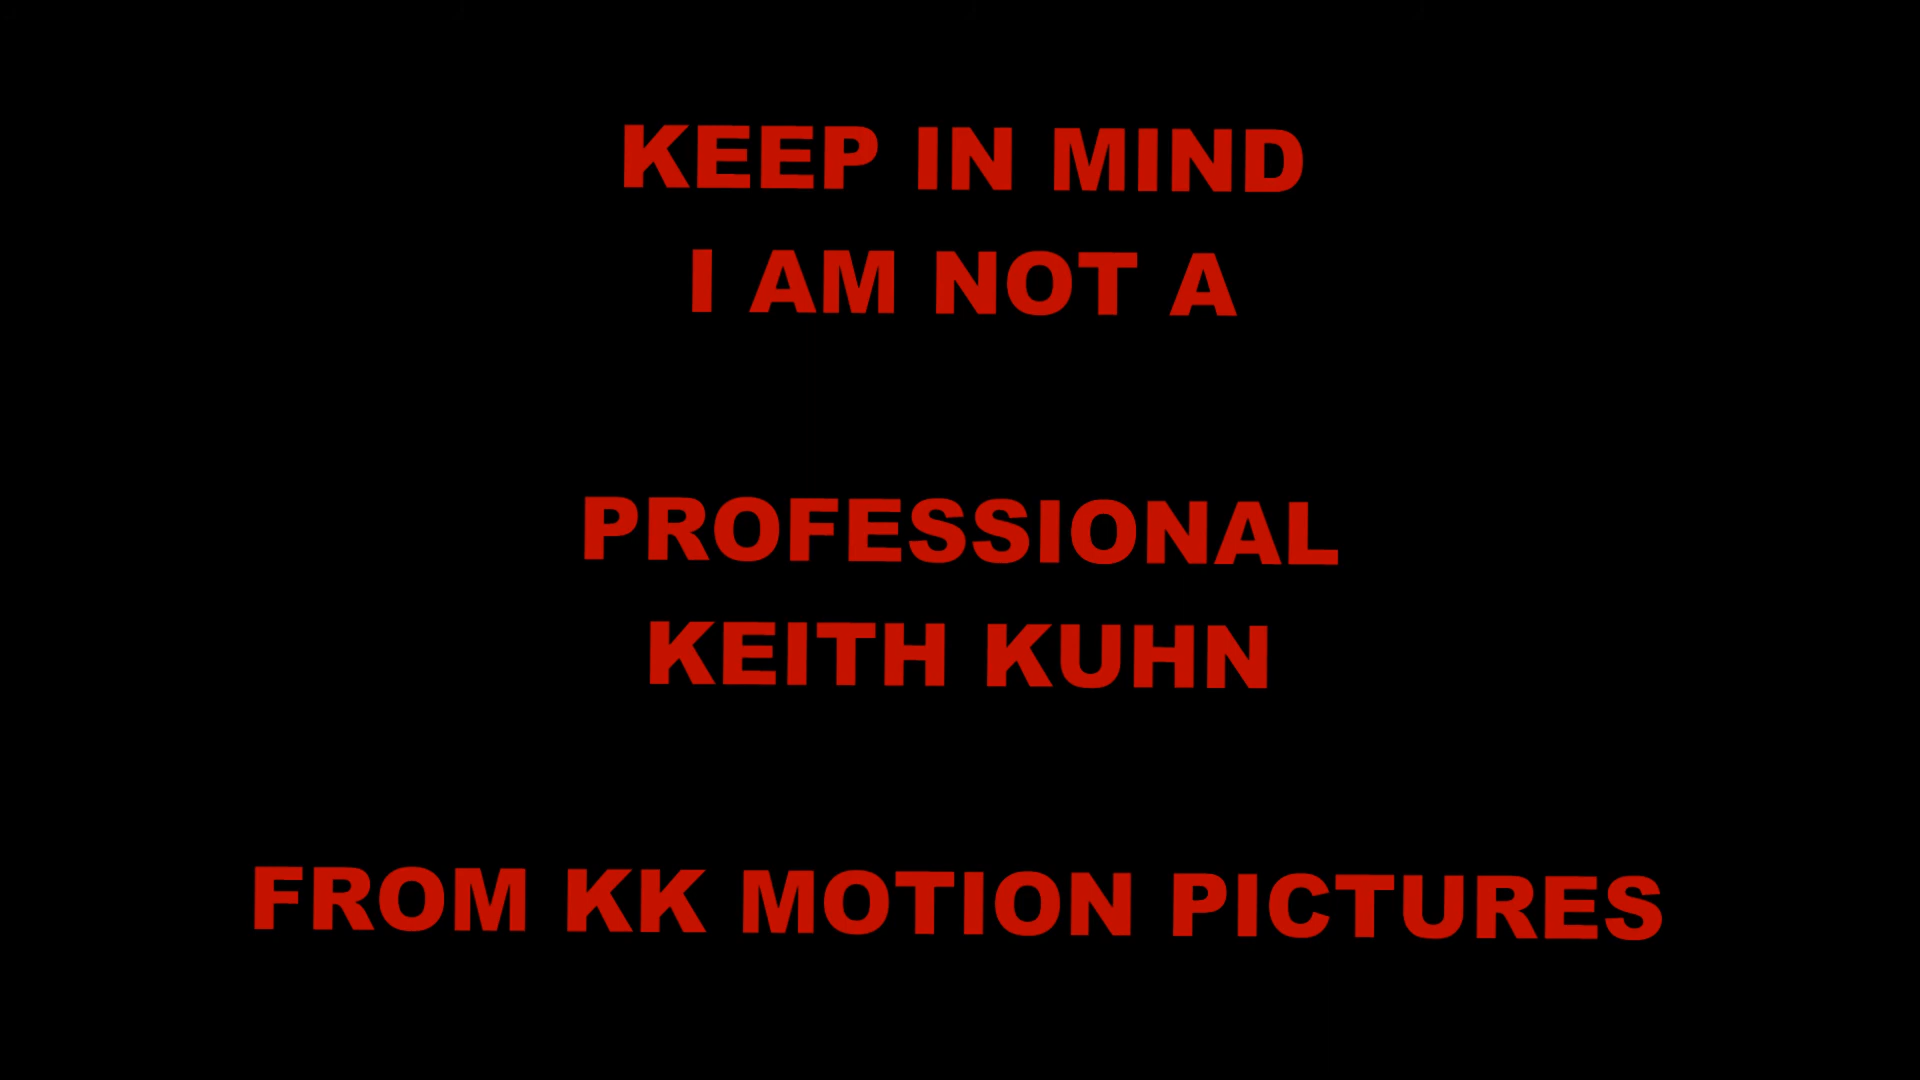 KEEP IN MIND
I AM NOT A
PROFESSIONAL
KEITH KUHN
FROM KK MOTION PICTURES